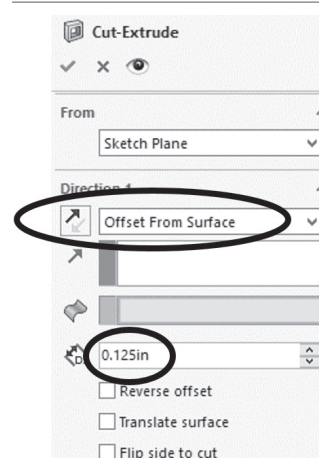 Cut-Extrude
From
Sketch Plane
Direction 1
Offset From Surface
D
0.125in
Reverse offset
Translate surface
Flip side to cut